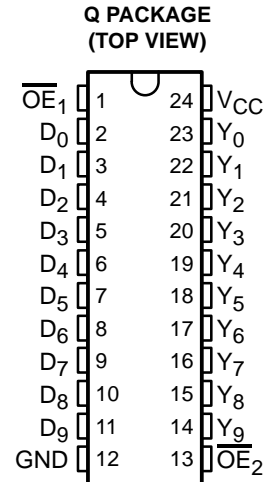 Q PACKAGE
(TOP VIEW)
OE1 1 24 VCC
D0 2 23 Y0
D1 3 22 Y1
D2 4 21 Y2
D3 5 20 Y3
D4 6 19 Y4
D5 7 18 Y5
D6 8 17 Y6
D7 9 16 Y7
D8 10 15 Y8
D9 11 14 Y9
GND 12 13 OE2